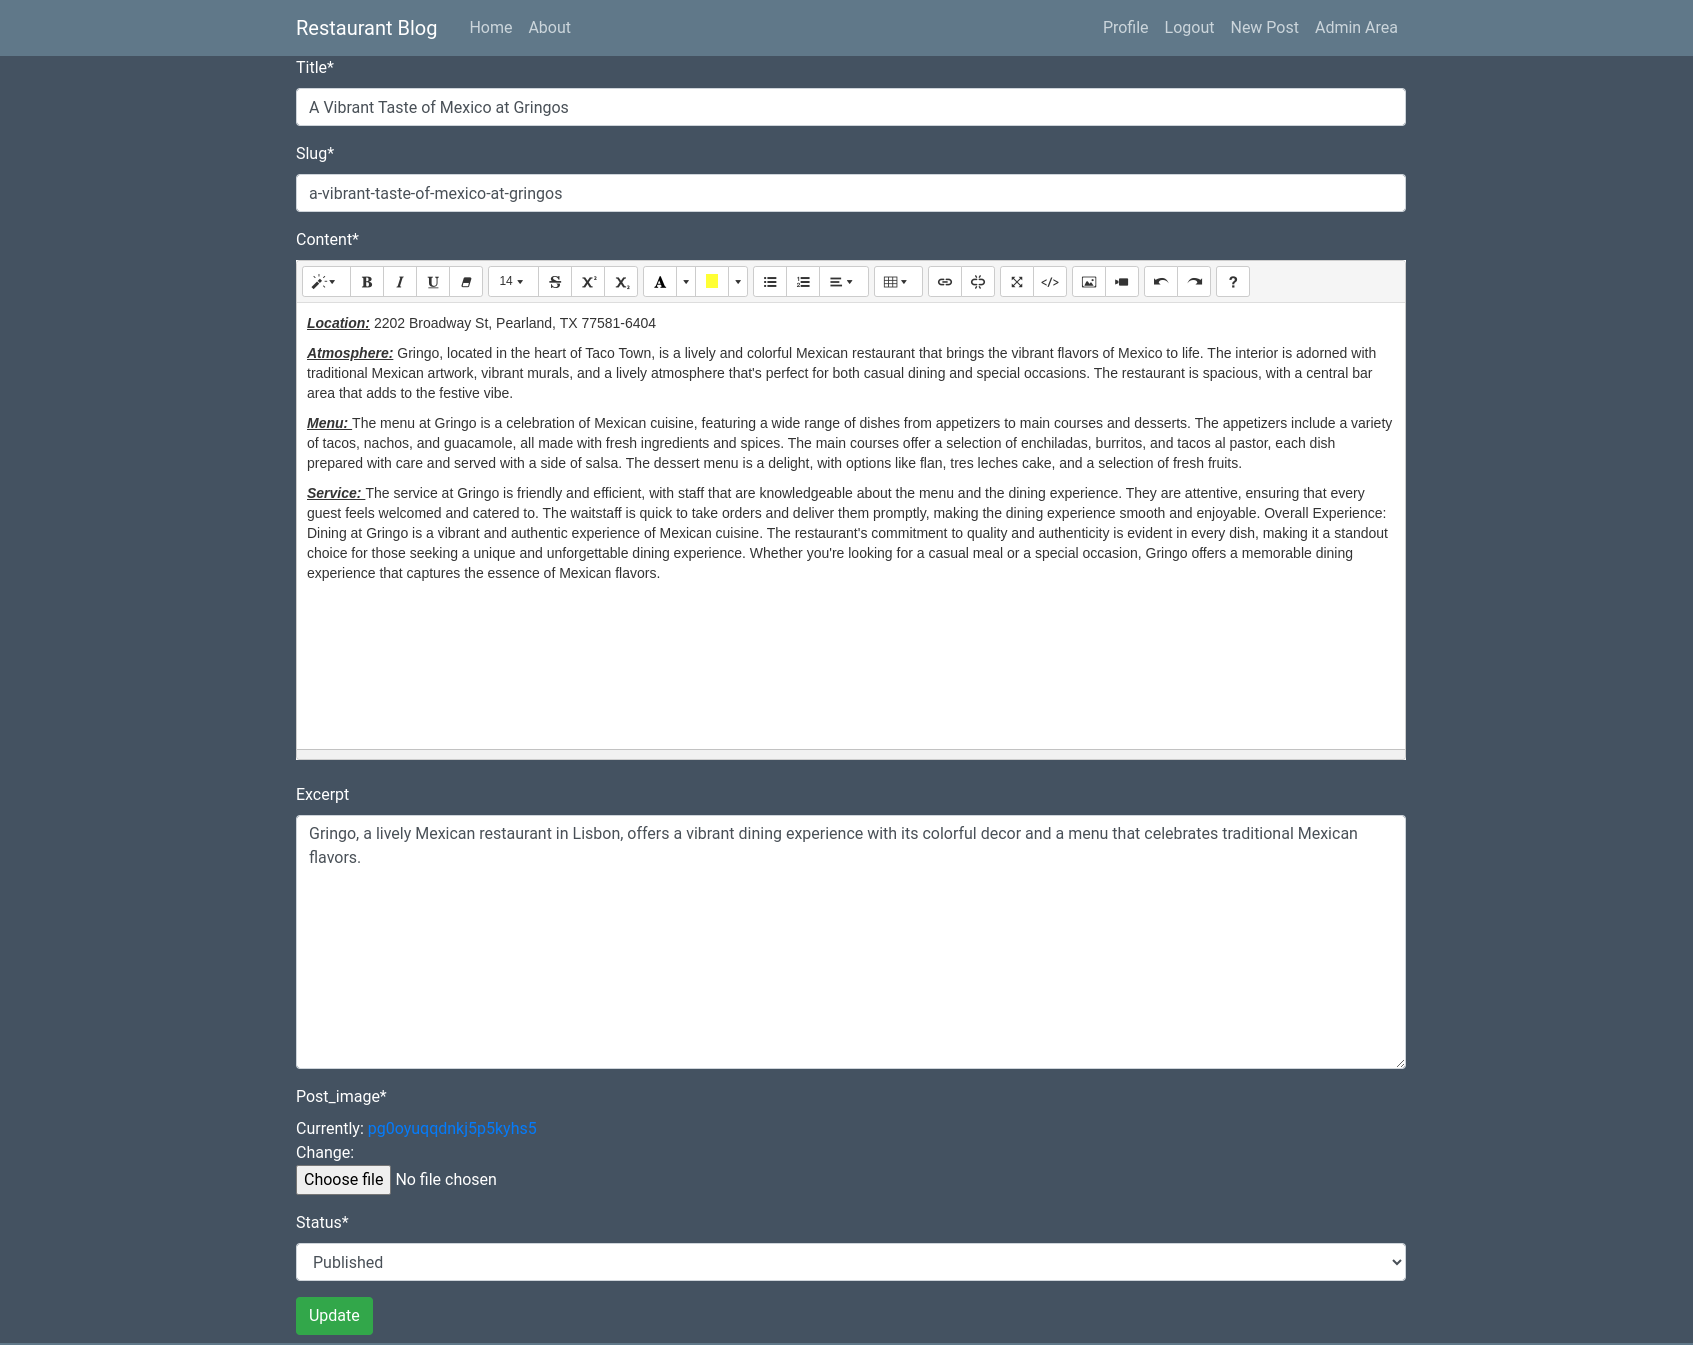 Restaurant Blog Home About Profile Logout New Post Admin Area
Title*
A Vibrant Taste of Mexico at Gringos
Slug*
a-vibrant-taste-of-mexico-at-gringos
Content*
B I U 14 S X² X₂ A </> ?
Location: 2202 Broadway St, Pearland, TX 77581-6404
Atmosphere: Gringo, located in the heart of Taco Town, is a lively and colorful Mexican restaurant that brings the vibrant flavors of Mexico to life. The interior is adorned with
traditional Mexican artwork, vibrant murals, and a lively atmosphere that's perfect for both casual dining and special occasions. The restaurant is spacious, with a central bar
area that adds to the festive vibe.
Menu: The menu at Gringo is a celebration of Mexican cuisine, featuring a wide range of dishes from appetizers to main courses and desserts. The appetizers include a variety
of tacos, nachos, and guacamole, all made with fresh ingredients and spices. The main courses offer a selection of enchiladas, burritos, and tacos al pastor, each dish
prepared with care and served with a side of salsa. The dessert menu is a delight, with options like flan, tres leches cake, and a selection of fresh fruits.
Service: The service at Gringo is friendly and efficient, with staff that are knowledgeable about the menu and the dining experience. They are attentive, ensuring that every
guest feels welcomed and catered to. The waitstaff is quick to take orders and deliver them promptly, making the dining experience smooth and enjoyable. Overall Experience:
Dining at Gringo is a vibrant and authentic experience of Mexican cuisine. The restaurant's commitment to quality and authenticity is evident in every dish, making it a standout
choice for those seeking a unique and unforgettable dining experience. Whether you're looking for a casual meal or a special occasion, Gringo offers a memorable dining
experience that captures the essence of Mexican flavors.
Excerpt
Gringo, a lively Mexican restaurant in Lisbon, offers a vibrant dining experience with its colorful decor and a menu that celebrates traditional Mexican
flavors.
Post_image*
Currently: pg0oyuqqdnkj5p5kyhs5
Change:
Choose file No file chosen
Status*
Published
Update